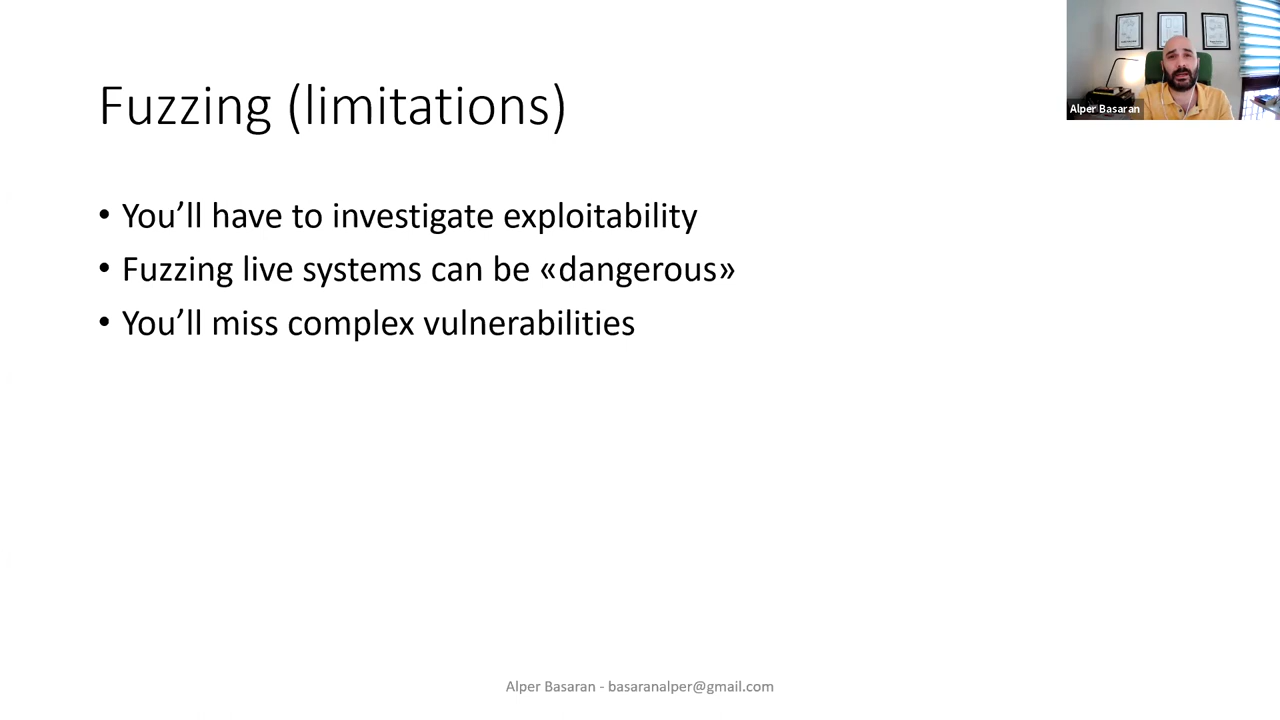 Fuzzing (limitations)
Alper Basaran
• You’ll have to investigate exploitability
• Fuzzing live systems can be «dangerous»
• You’ll miss complex vulnerabilities
Alper Basaran - basaranalper@gmail.com